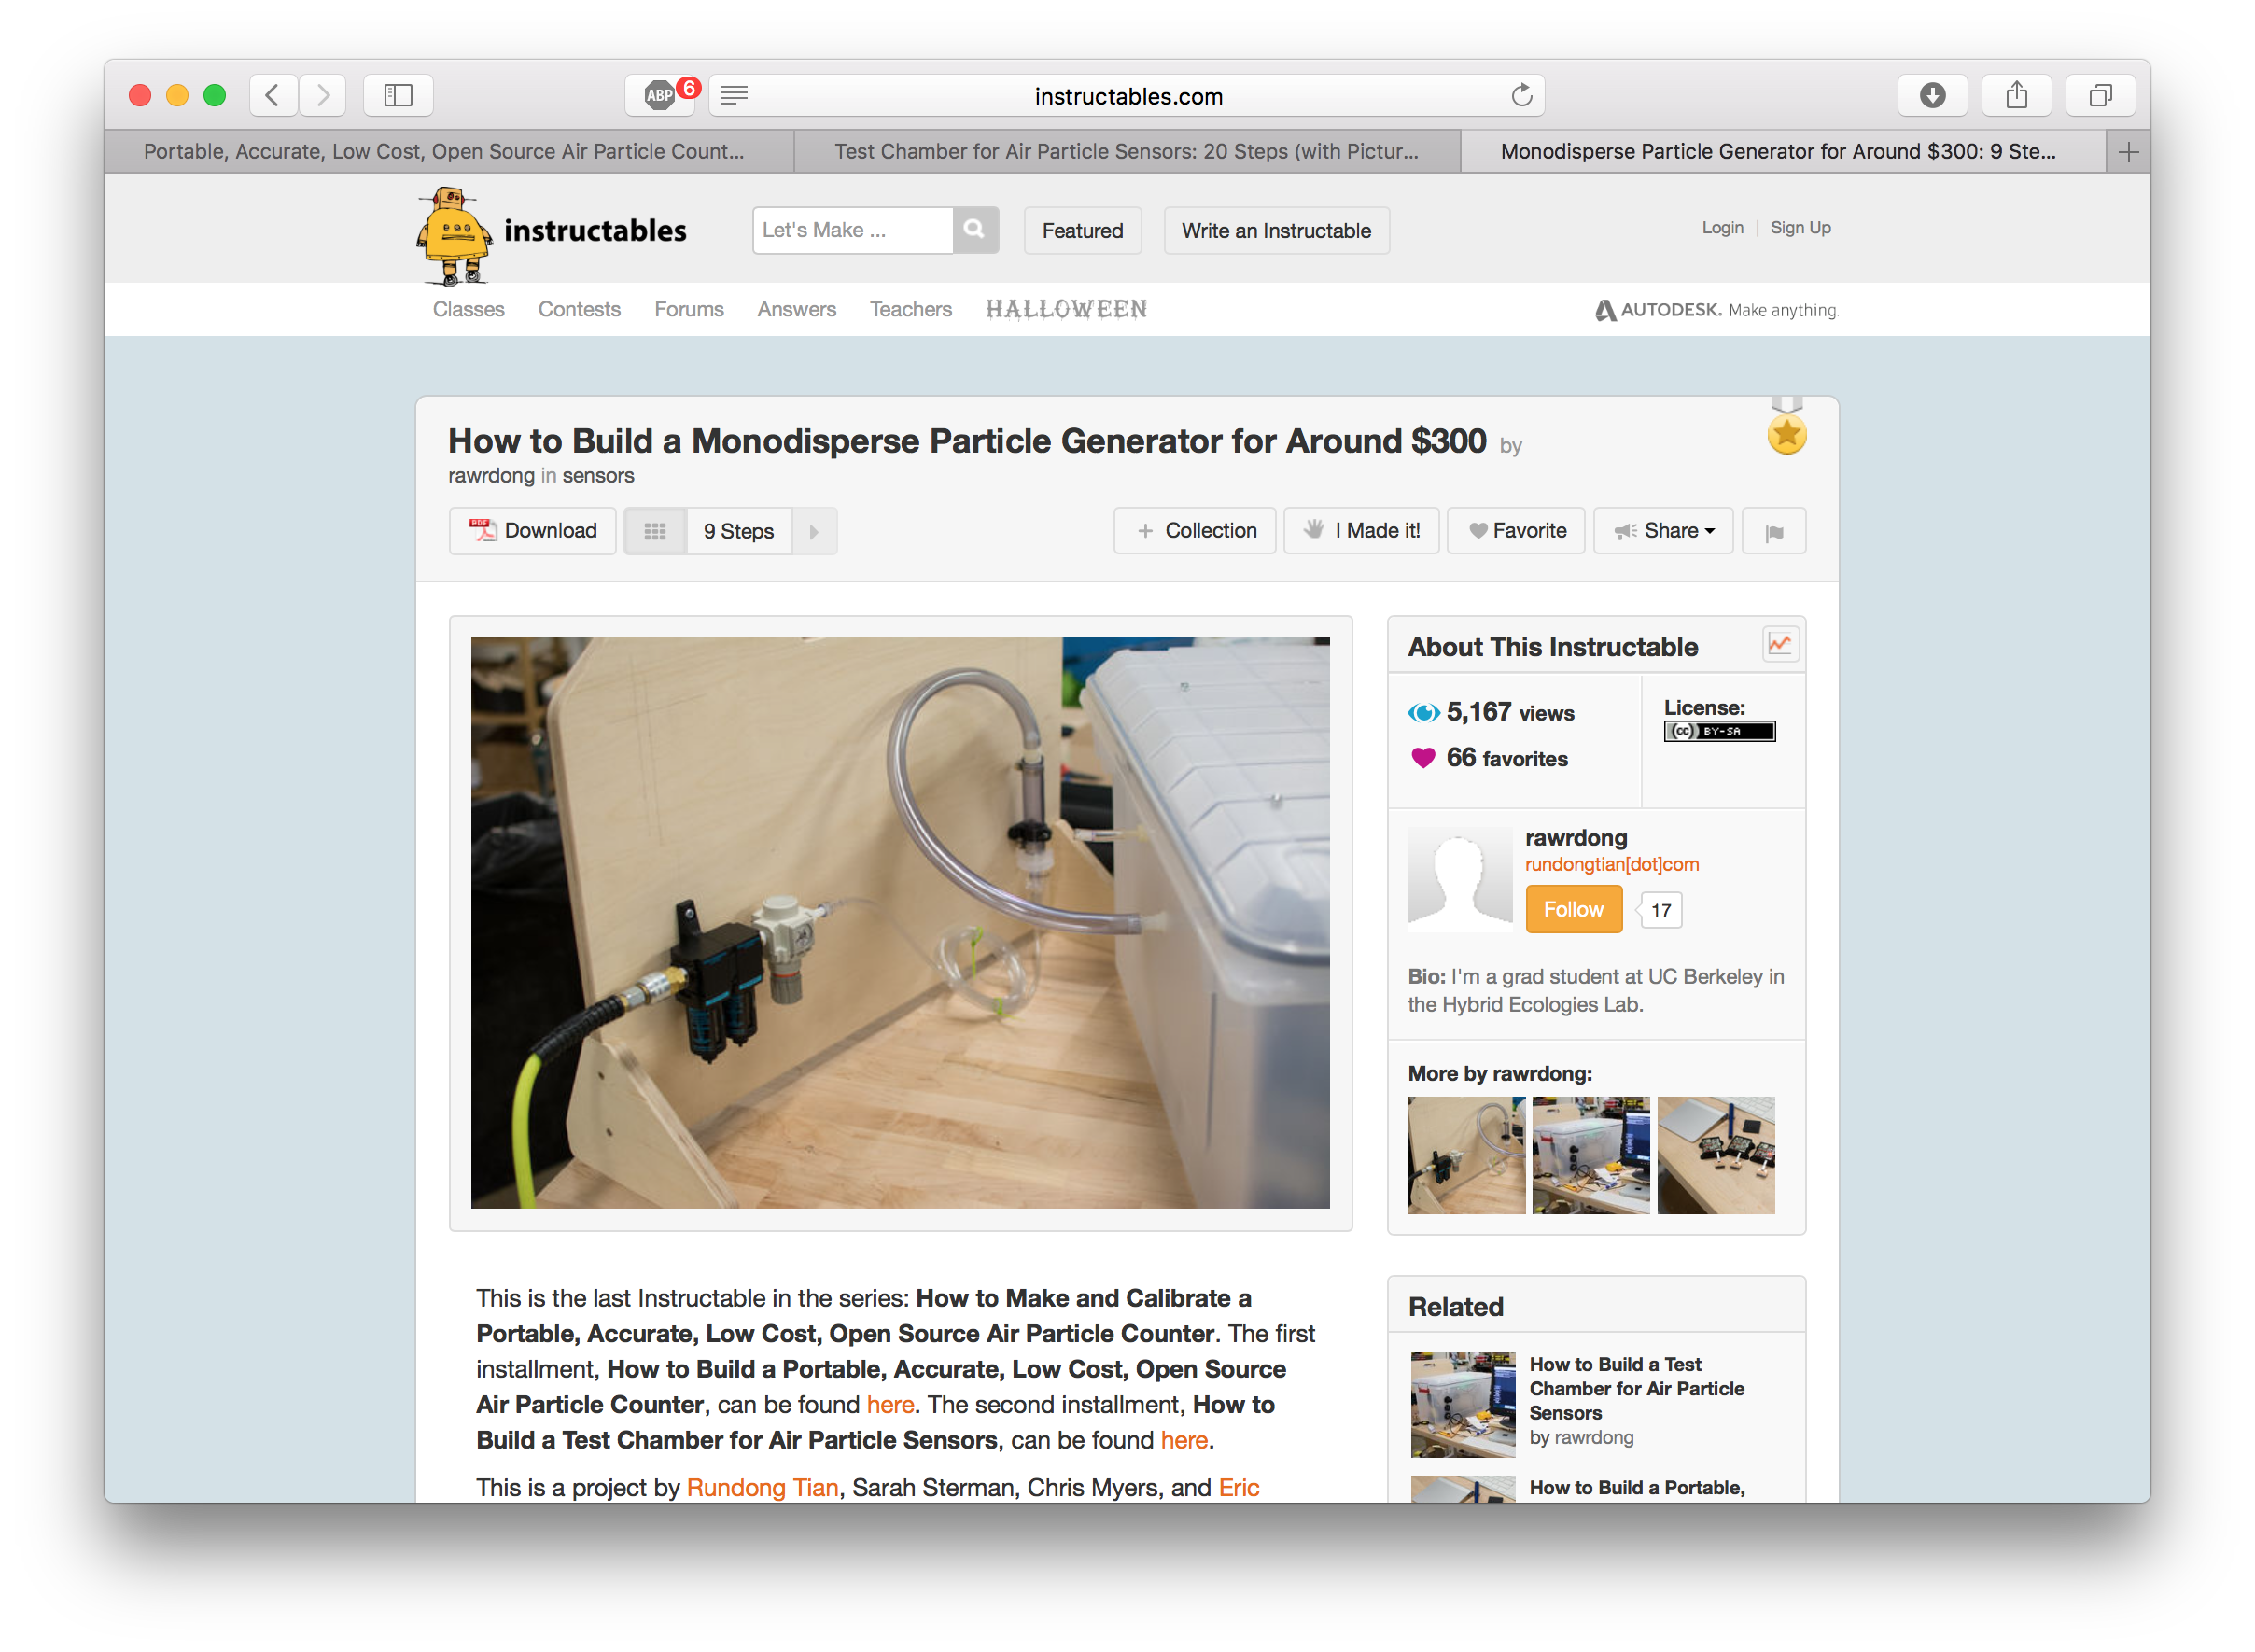 ABP 6
instructables.com
Portable, Accurate, Low Cost, Open Source Air Particle Count...
Test Chamber for Air Particle Sensors: 20 Steps (with Pictur...
Monodisperse Particle Generator for Around $300: 9 Ste...
instructables
Let's Make ...
Featured
Write an Instructable
Login | Sign Up
Classes
Contests
Forums
Answers
Teachers
HALLOWEEN
AUTODESK. Make anything.
How to Build a Monodisperse Particle Generator for Around $300 by
rawrdong in sensors
PDF Download
9 Steps
+ Collection
I Made it!
Favorite
Share
About This Instructable
5,167 views
66 favorites
License:
(cc) BY-SA
rawrdong
rundongtian[dot]com
Follow
17
Bio: I'm a grad student at UC Berkeley in
the Hybrid Ecologies Lab.
More by rawrdong:
This is the last Instructable in the series: How to Make and Calibrate a
Portable, Accurate, Low Cost, Open Source Air Particle Counter. The first
installment, How to Build a Portable, Accurate, Low Cost, Open Source
Air Particle Counter, can be found here. The second installment, How to
Build a Test Chamber for Air Particle Sensors, can be found here.
This is a project by Rundong Tian, Sarah Sterman, Chris Myers, and Eric
Related
How to Build a Test
Chamber for Air Particle
Sensors
by rawrdong
How to Build a Portable,